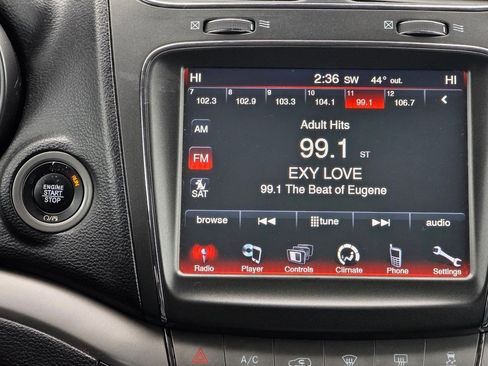 HI 2:36 SW 44° out. HI
7 8 9 10 11 12
102.3 102.9 103.3 104.1 99.1 106.7
AM
Adult Hits
FM
99.1 ST
EXY LOVE
SAT
99.1 The Beat of Eugene
browse tune audio
Radio Player Controls Climate Phone Settings
RUN
ENGINE
START
STOP
A/C